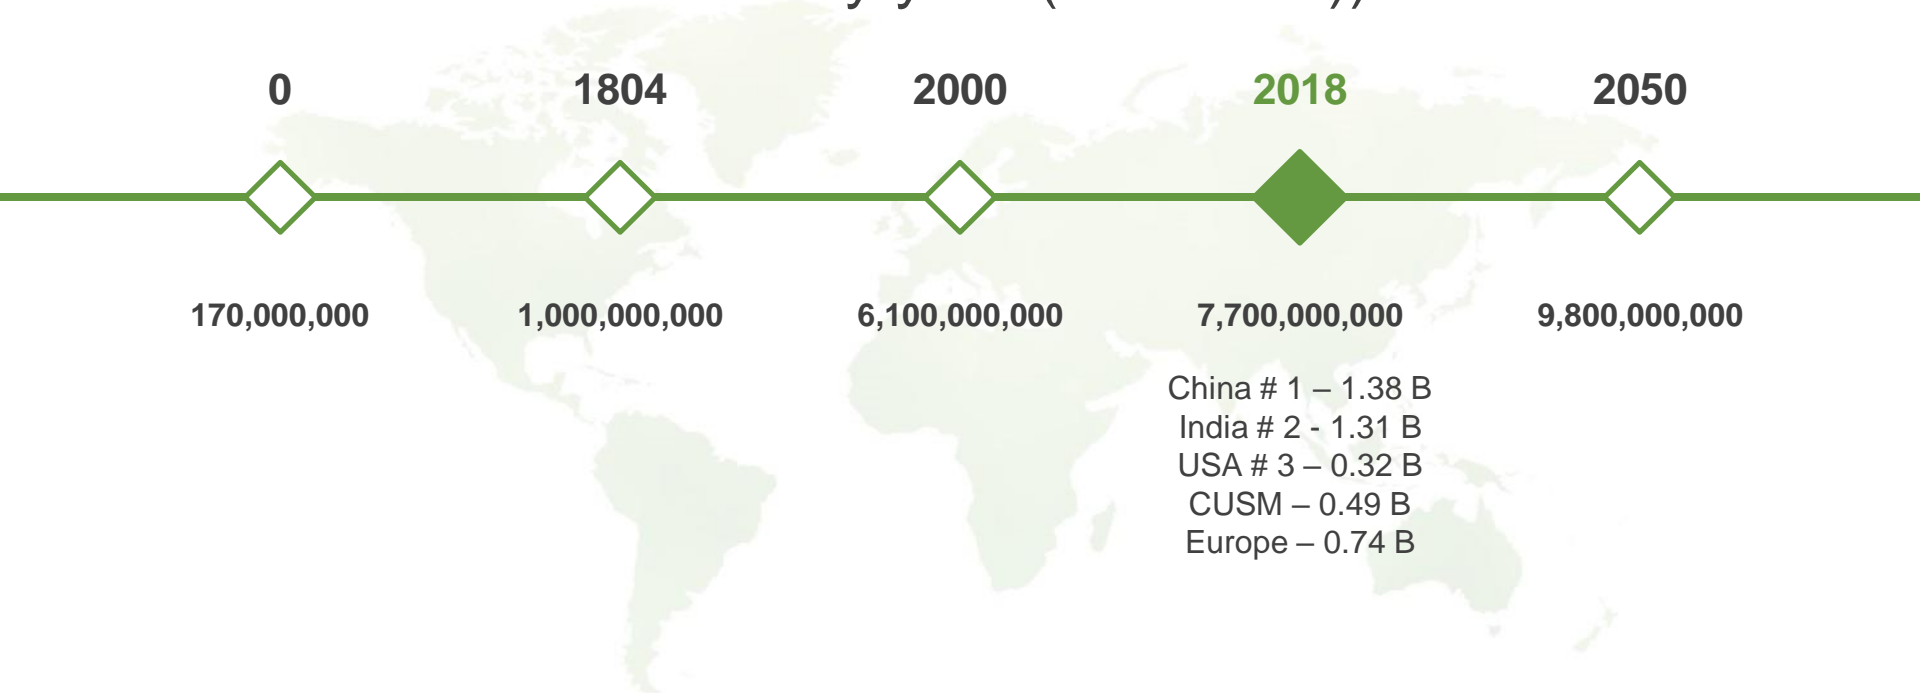 0
1804
2000
2018
2050
170,000,000
1,000,000,000
6,100,000,000
7,700,000,000
9,800,000,000
China # 1 – 1.38 B
India # 2 - 1.31 B
USA # 3 – 0.32 B
CUSM – 0.49 B
Europe – 0.74 B